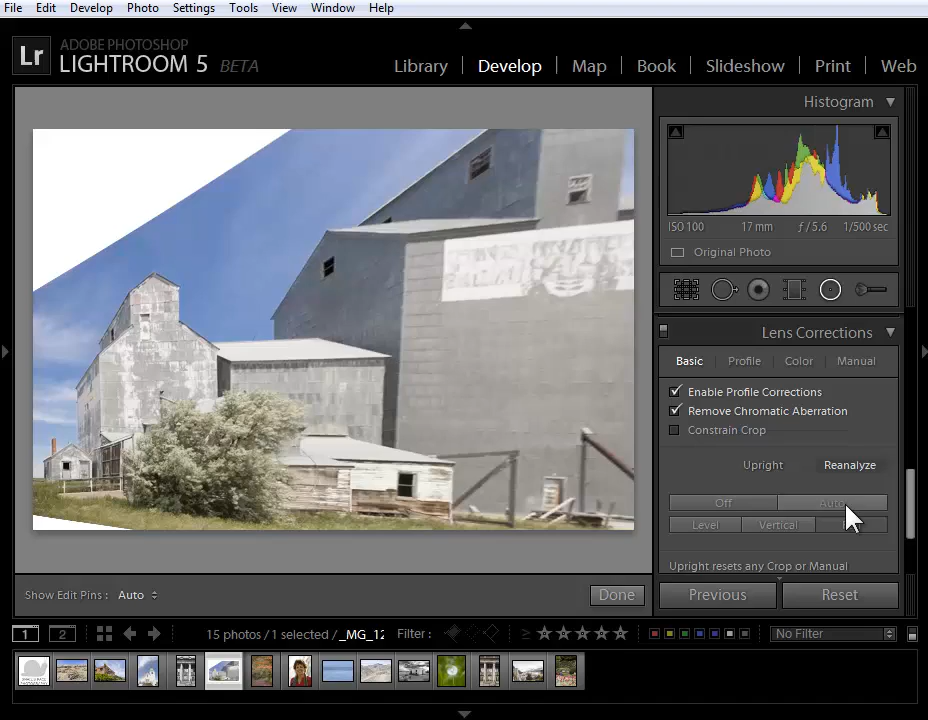 File Edit Develop Photo Settings Tools View Window Help
Lr ADOBE PHOTOSHOP
LIGHTROOM 5 BETA
Library Develop Map Book Slideshow Print Web
Histogram
ISO 100 17 mm ƒ / 5.6 1/500 sec
Original Photo
Lens Corrections
Basic Profile Color Manual
Enable Profile Corrections
Remove Chromatic Aberration
Constrain Crop
Upright Reanalyze
Off Auto
Level Vertical
Upright resets any Crop or Manual
Show Edit Pins : Auto Done Previous Reset
1 2 15 photos / 1 selected / _MG_12 Filter : No Filter